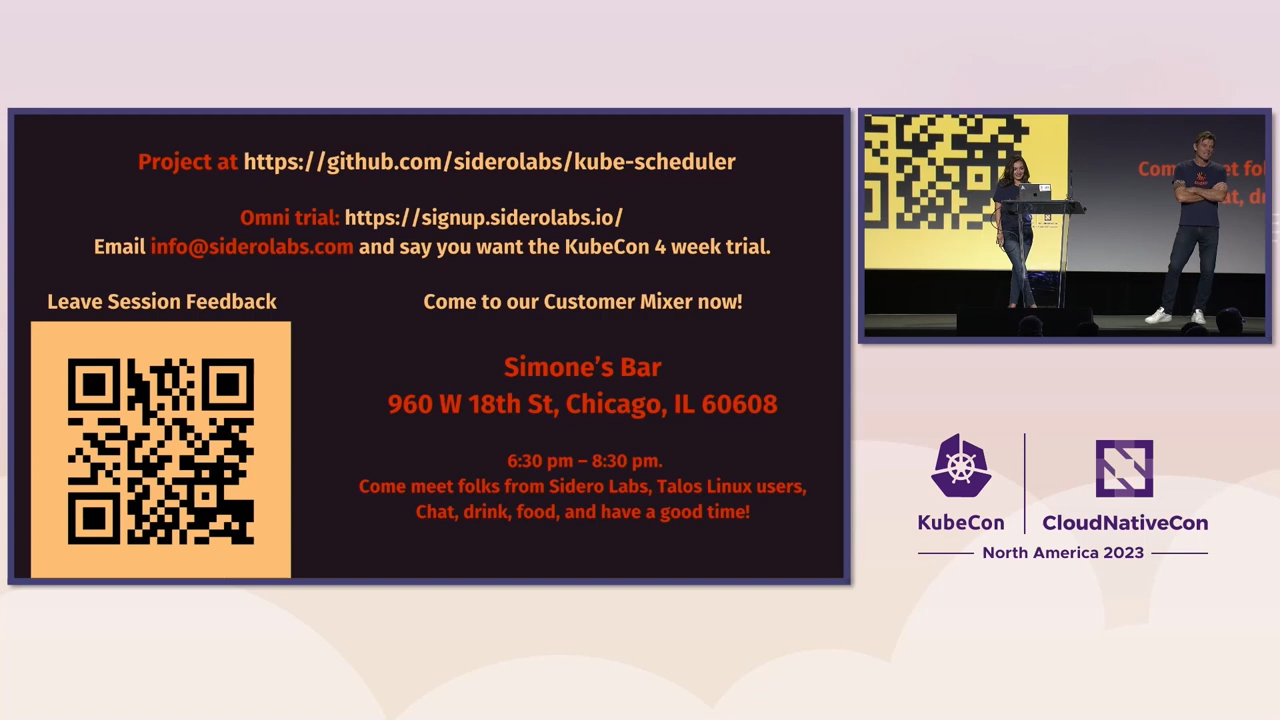 Project at https://github.com/siderolabs/kube-scheduler
Omni trial: https://signup.siderolabs.io/
Email info@siderolabs.com and say you want the KubeCon 4 week trial.
Leave Session Feedback
Come to our Customer Mixer now!
Simone's Bar
960 W 18th St, Chicago, IL 60608
6:30 pm – 8:30 pm.
Come meet folks from Sidero Labs, Talos Linux users,
Chat, drink, food, and have a good time!
KubeCon
CloudNativeCon
North America 2023